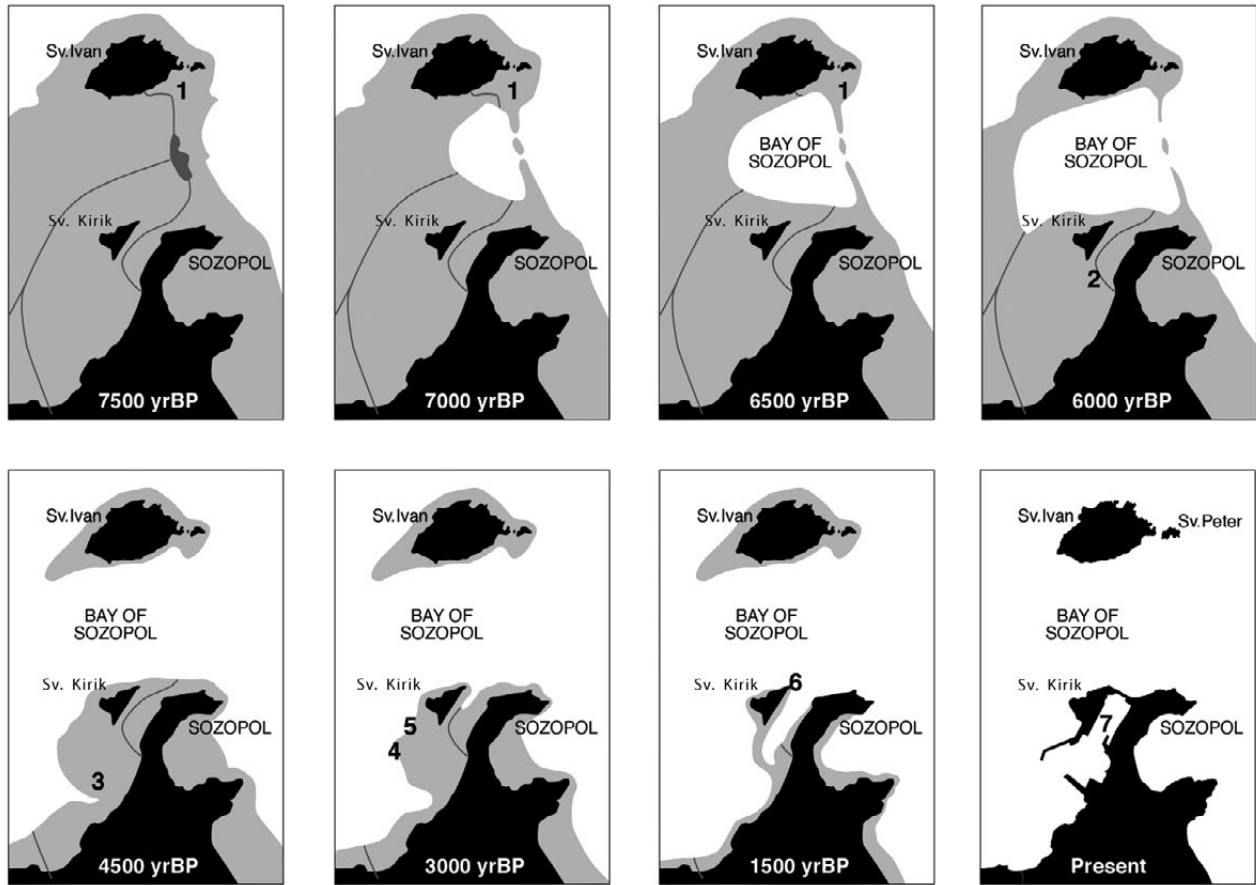 Sv.Ivan
1
Sv. Kirik
SOZOPOL
7500 yrBP
Sv.Ivan
1
Sv. Kirik
SOZOPOL
7000 yrBP
Sv.Ivan
1
BAY OF
SOZOPOL
Sv. Kirik
SOZOPOL
6500 yrBP
Sv.Ivan
BAY OF
SOZOPOL
Sv. Kirik
SOZOPOL
2
6000 yrBP
Sv.Ivan
BAY OF
SOZOPOL
Sv. Kirik
SOZOPOL
3
4500 yrBP
Sv.Ivan
BAY OF
SOZOPOL
Sv. Kirik
5
SOZOPOL
4
3000 yrBP
Sv.Ivan
BAY OF
SOZOPOL
Sv. Kirik
6
SOZOPOL
1500 yrBP
Sv.Ivan
Sv.Peter
BAY OF
SOZOPOL
Sv. Kirik
7
SOZOPOL
Present